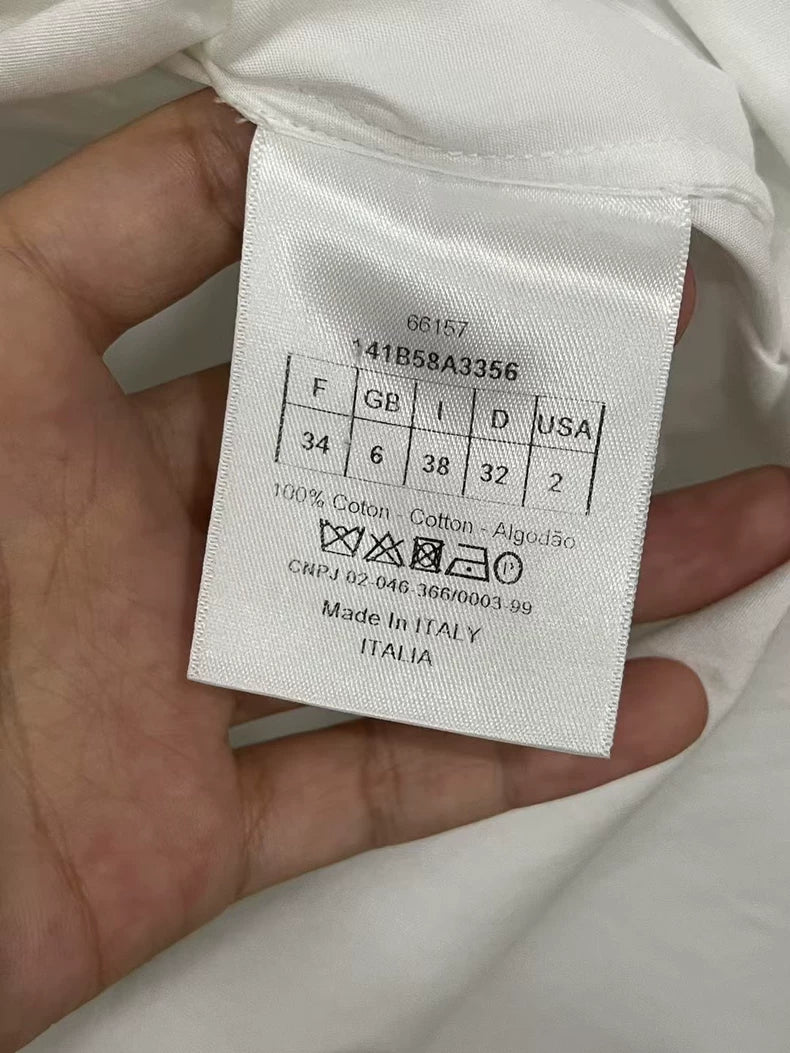 66157
141B58A3356
F GB I D USA
34 6 38 32 2
100% Coton - Cotton - Algodão
P
CNPJ 02-046-366/0003-99
Made In ITALY
ITALIA